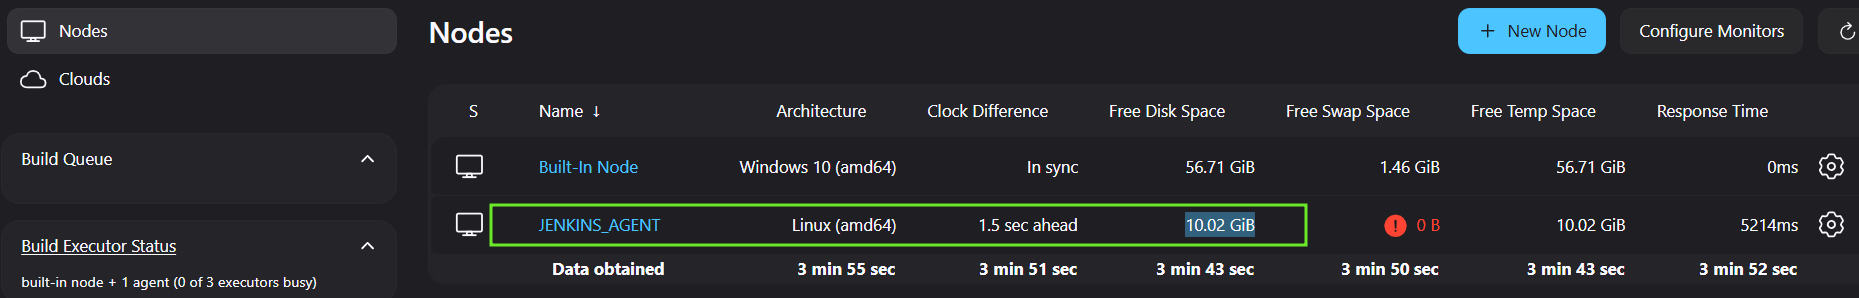 Nodes
Clouds
Build Queue
Build Executor Status
built-in node + 1 agent (0 of 3 executors busy)
Nodes
+ New Node
Configure Monitors
S Name ↓ Architecture Clock Difference Free Disk Space Free Swap Space Free Temp Space Response Time
Built-In Node Windows 10 (amd64) In sync 56.71 GiB 1.46 GiB 56.71 GiB 0ms
JENKINS_AGENT Linux (amd64) 1.5 sec ahead 10.02 GiB ! 0 B 10.02 GiB 5214ms
Data obtained 3 min 55 sec 3 min 51 sec 3 min 43 sec 3 min 50 sec 3 min 43 sec 3 min 52 sec